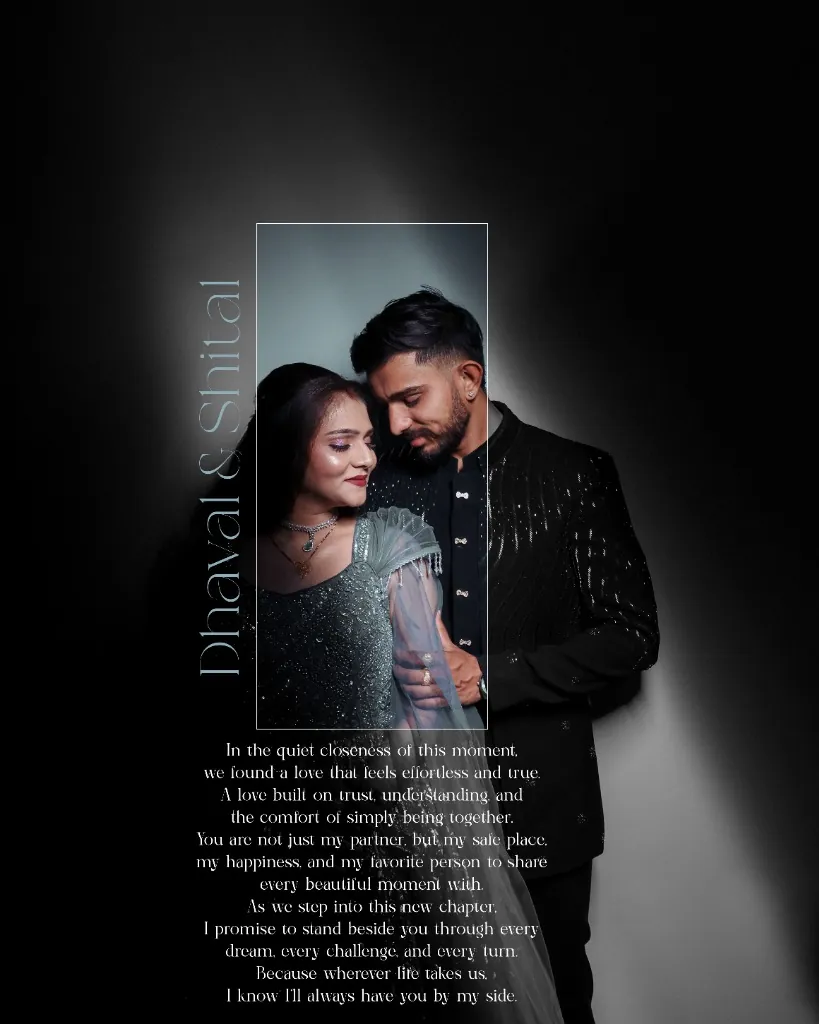 Dhaval & Shital
In the quiet closeness of this moment,
we found a love that feels effortless and true.
A love built on trust, understanding, and
the comfort of simply being together.
You are not just my partner, but my safe place,
my happiness, and my favorite person to share
every beautiful moment with.
As we step into this new chapter,
I promise to stand beside you through every
dream, every challenge, and every turn.
Because wherever life takes us,
I know I'll always have you by my side.